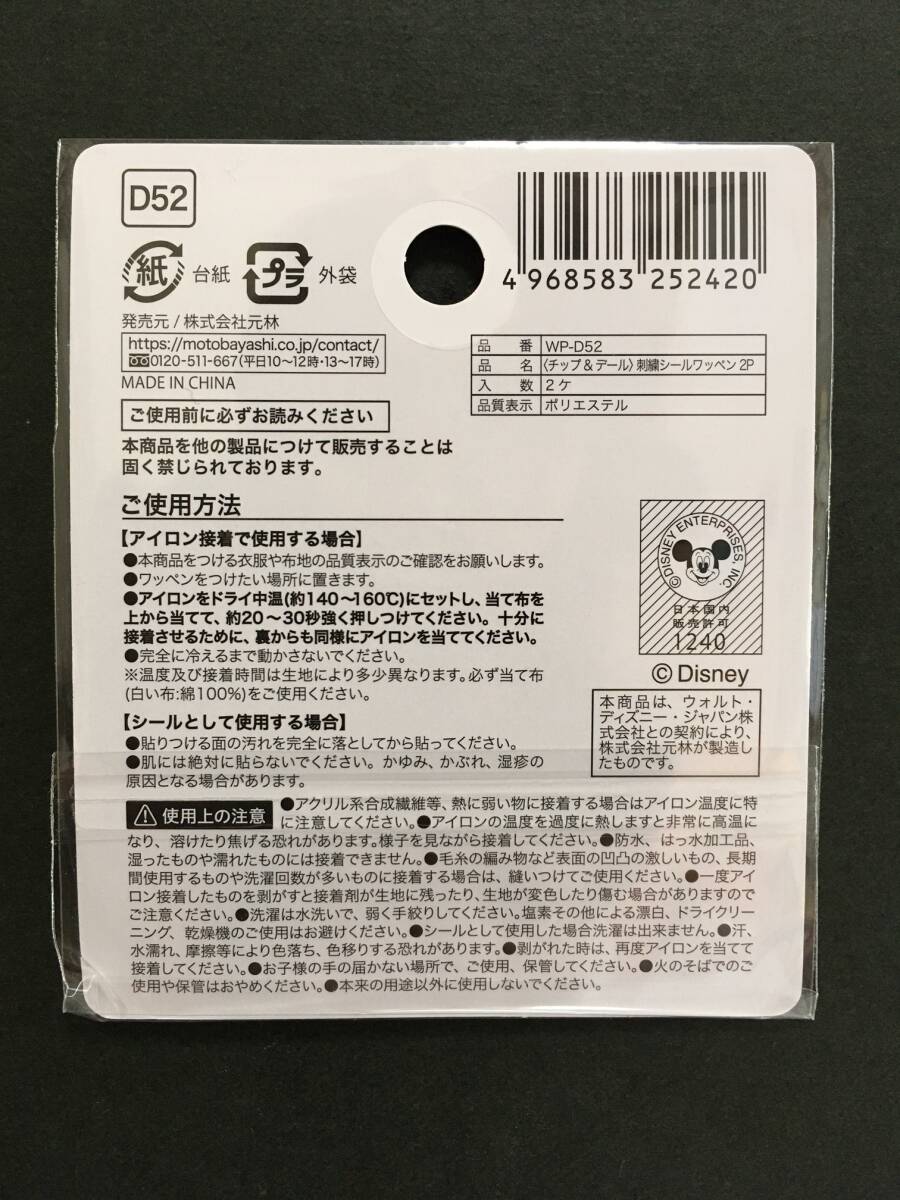 D52
紙 台紙 プラ 外袋
4 968583 252420
発売元/株式会社元林
https://motobayashi.co.jp/contact/
0120-511-667(平日10〜12時・13〜17時)
MADE IN CHINA
品番 WP-D52
品名 〈チップ&デール〉刺繍シールワッペン 2P
入数 2ケ
品質表示 ポリエステル
ご使用前に必ずお読みください
本商品を他の製品につけて販売することは
固く禁じられております。
ご使用方法
【アイロン接着で使用する場合】
●本商品をつける衣服や布地の品質表示のご確認をお願いします。
●ワッペンをつけたい場所に置きます。
●アイロンをドライ中温(約140〜160℃)にセットし、当て布を
上から当てて、約20〜30秒強く押しつけてください。十分に
接着させるために、裏からも同様にアイロンを当ててください。
●完全に冷えるまで動かさないでください。
※温度及び接着時間は生地により多少異なります。必ず当て布
(白い布:綿100%)をご使用ください。
【シールとして使用する場合】
●貼りつける面の汚れを完全に落としてから貼ってください。
●肌には絶対に貼らないでください。かゆみ、かぶれ、湿疹の
原因となる場合があります。
©DISNEY ENTERPRISES, INC.
日本国内
販売許可
1240
© Disney
本商品は、ウォルト・
ディズニー・ジャパン株
式会社との契約により、
株式会社元林が製造し
たものです。
使用上の注意 ●アクリル系合成繊維等、熱に弱い物に接着する場合はアイロン温度に特
に注意してください。●アイロンの温度を過度に熱しますと非常に高温に
なり、溶けたり焦げる恐れがあります。様子を見ながら接着してください。●防水、はっ水加工品、
湿ったものや濡れたものには接着できません。●毛糸の編み物など表面の凹凸の激しいもの、長期
間使用するものや洗濯回数が多いものに接着する場合は、縫いつけてご使用ください。●一度アイ
ロン接着したものを剥がすと接着剤が生地に残ったり、生地が変色したり傷む場合がありますので
ご注意ください。●洗濯は水洗いで、弱く手絞りしてください。塩素その他による漂白、ドライクリー
ニング、乾燥機のご使用はお避けください。●シールとして使用した場合洗濯は出来ません。●汗、
水濡れ、摩擦等により色落ち、色移りする恐れがあります。●剥がれた時は、再度アイロンを当てて
接着してください。●お子様の手の届かない場所で、ご使用、保管してください。●火のそばでのご
使用や保管はおやめください。●本来の用途以外に使用しないでください。